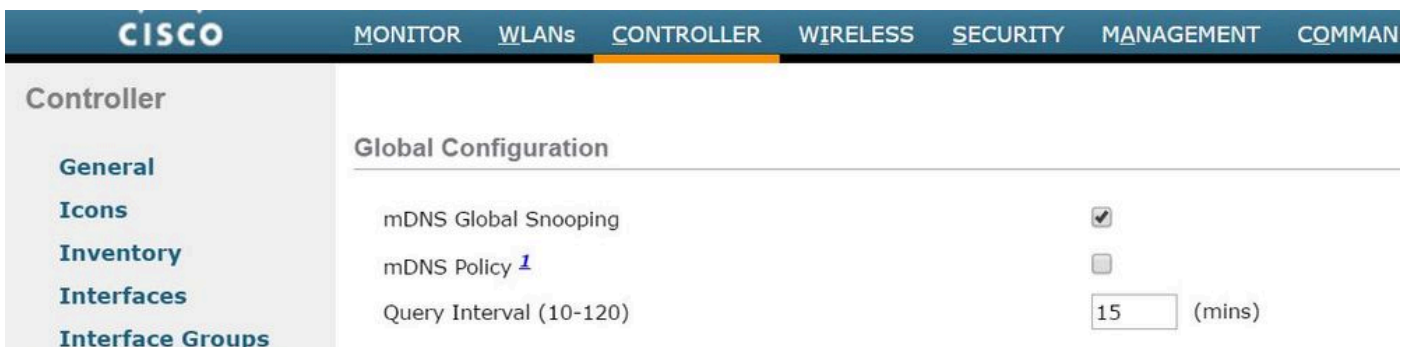 CISCO MONITOR WLANs CONTROLLER WIRELESS SECURITY MANAGEMENT COMMAN
Controller
General
Icons
Inventory
Interfaces
Interface Groups
Global Configuration
mDNS Global Snooping
mDNS Policy 1
Query Interval (10-120) 15 (mins)